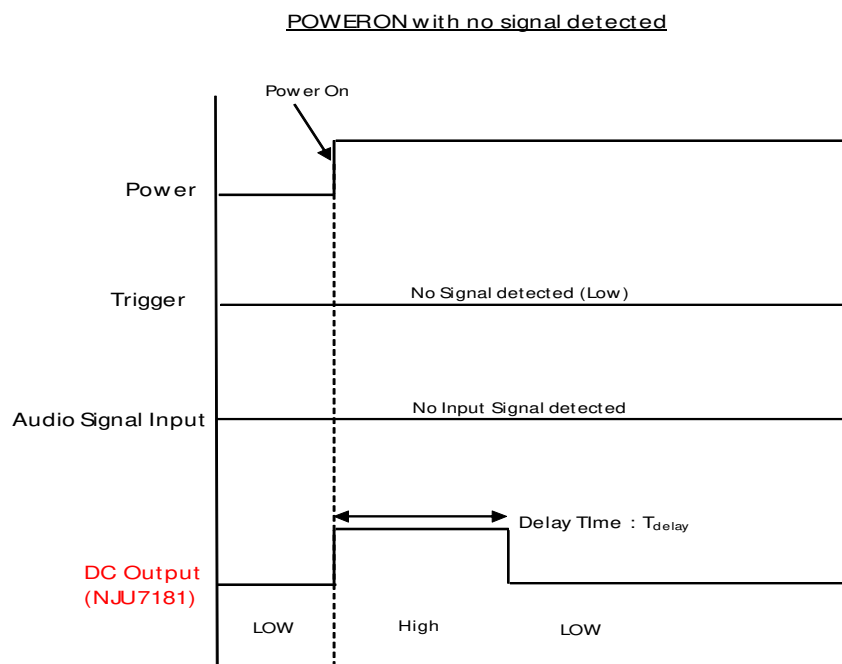 POWERON with no signal detected
Power On
Power
Trigger
No Signal detected (Low)
Audio Signal Input
No Input Signal detected
Delay TIme : Tdelay
DC Output
(NJU7181)
LOW
High
LOW